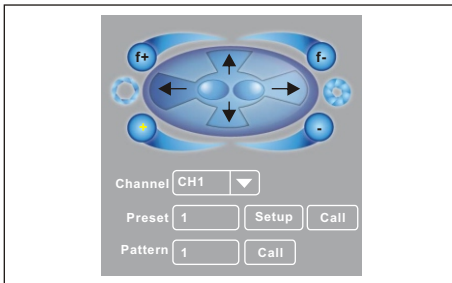 f+ f-
+ -
Channel CH1
Preset 1 Setup Call
Pattern 1 Call